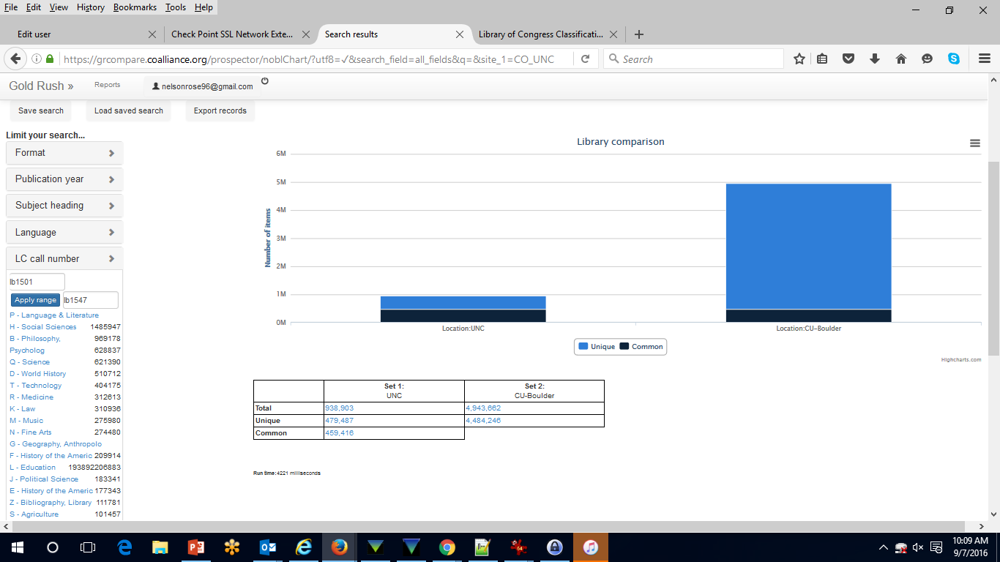 File Edit View History Bookmarks Tools Help
Edit user
Check Point SSL Network Exte...
Search results
Library of Congress Classificati...
https://grcompare.coalliance.org/prospector/noblChart/?utf8=✓&search_field=all_fields&q=&site_1=CO_UNC
Search
Gold Rush » Reports nelsonrose96@gmail.com
Save search Load saved search Export records
Limit your search...
Format
Publication year
Subject heading
Language
LC call number
lb1501
Apply range lb1547
P - Language & Literature
H - Social Sciences 1485947
B - Philosophy, 969178
Psycholog 628837
Q - Science 621390
D - World History 510712
T - Technology 404175
R - Medicine 312613
K - Law 310936
M - Music 275980
N - Fine Arts 274480
G - Geography, Anthropolo
F - History of the Americ 209914
L - Education 193892206883
J - Political Science 183341
E - History of the Americ 177343
Z - Bibliography, Library 111781
S - Agriculture 101457
Library comparison
6M
5M
4M
3M
2M
1M
0M
Number of items
Location:UNC Location:CU-Boulder
Unique Common
Highcharts.com
Set 1: Set 2:
UNC CU-Boulder
Total 938,903 4,943,662
Unique 479,487 4,484,246
Common 459,416
Run time:4221 milliseconds
10:09 AM
9/7/2016